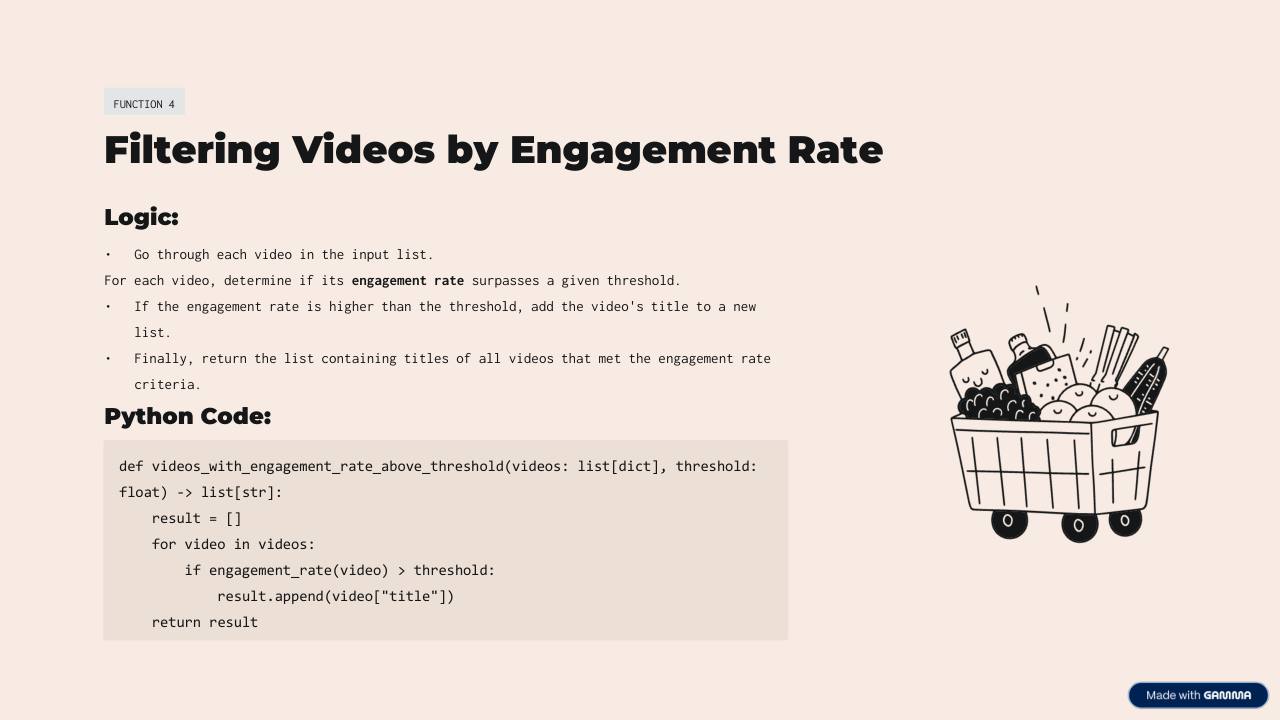 FUNCTION 4
Filtering Videos by Engagement Rate
Logic:
• Go through each video in the input list.
For each video, determine if its engagement rate surpasses a given threshold.
• If the engagement rate is higher than the threshold, add the video's title to a new
list.
• Finally, return the list containing titles of all videos that met the engagement rate
criteria.
Python Code:
def videos_with_engagement_rate_above_threshold(videos: list[dict], threshold:
float) -> list[str]:
    result = []
    for video in videos:
        if engagement_rate(video) > threshold:
            result.append(video["title"])
    return result
Made with GAMMA